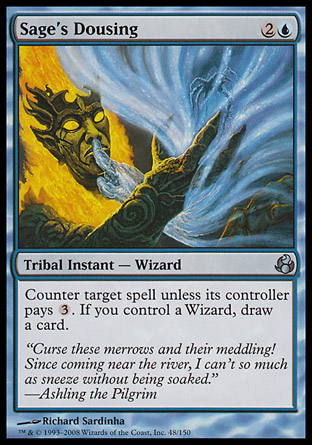 Sage's Dousing 2
Tribal Instant — Wizard
Counter target spell unless its controller
pays 3. If you control a Wizard, draw
a card.
"Curse these merrows and their meddling!
Since coming near the river, I can't so much
as sneeze without being soaked."
—Ashling the Pilgrim
Richard Sardinha
™ & © 1993–2008 Wizards of the Coast, Inc. 48/150